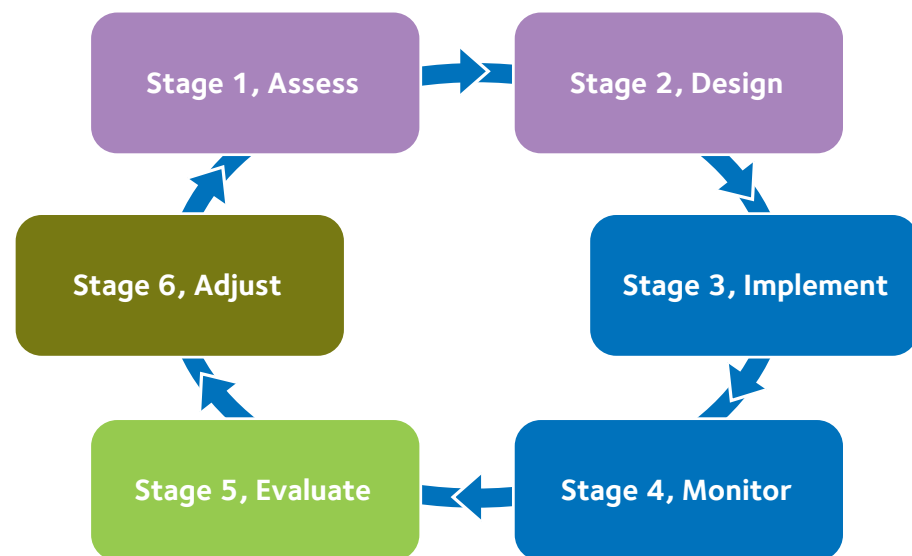 Stage 1, Assess
Stage 2, Design
Stage 3, Implement
Stage 4, Monitor
Stage 5, Evaluate
Stage 6, Adjust